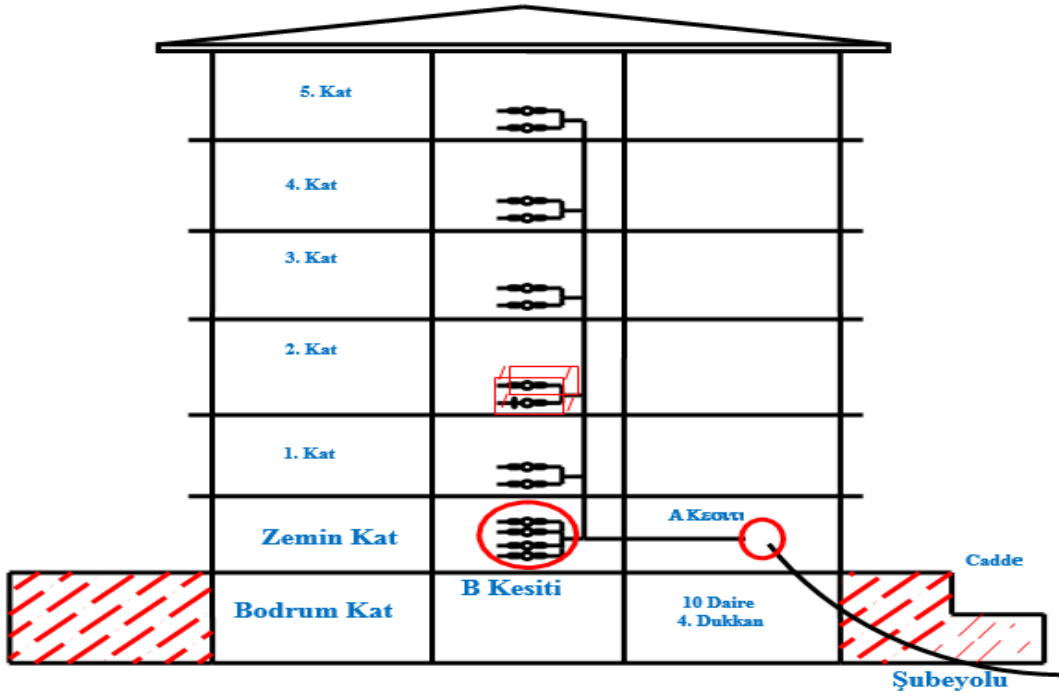 5. Kat
4. Kat
3. Kat
2. Kat
1. Kat
Zemin Kat
A Kesiti
B Kesiti
Cadde
Bodrum Kat
10 Daire
4. Dukkan
Şubeyolu